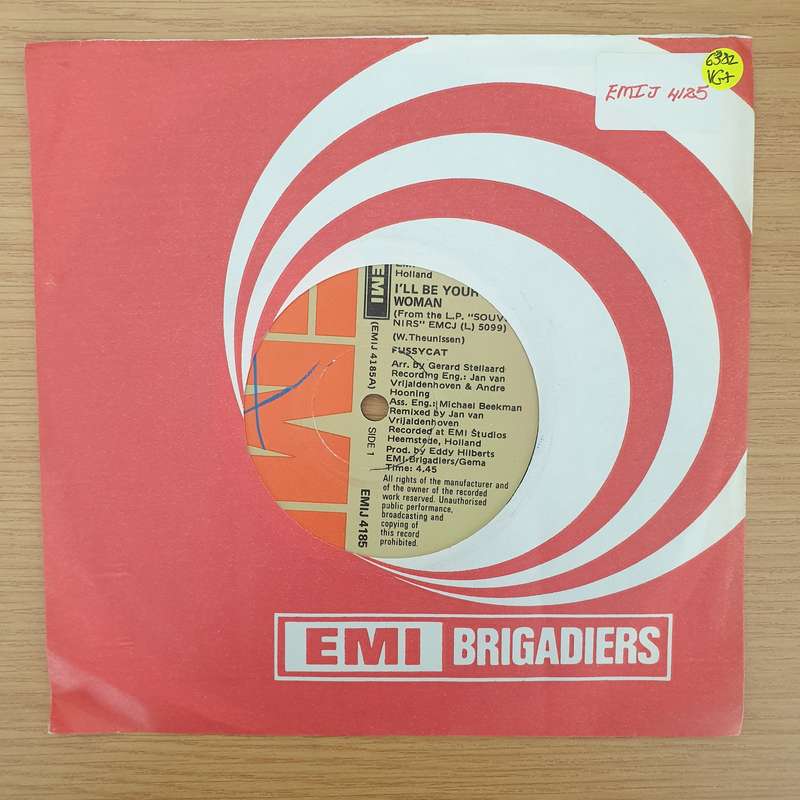 6382
VG+
EMIJ 4185
EMI
(EMIJ 4185A)
SIDE 1
EMIJ 4185
Holland
I'LL BE YOUR
WOMAN
(From the L.P. "SOUV
NIRS" EMCJ (L) 5099)
(W.Theunissen)
PUSSYCAT
Arr. by Gerard Stellaard
Recording Eng.: Jan van
Vrijaldenhoven & Andre
Hooning
Ass. Eng.: Michael Beekman
Remixed by Jan van
Vrijaldenhoven
Recorded at EMI Studios
Heemstede, Holland
Prod. by Eddy Hilberts
EMI-Brigadiers/Gema
Time: 4.45
All rights of the manufacturer and
of the owner of the recorded
work reserved. Unauthorised
public performance,
broadcasting and
copying of
this record
prohibited.
EMI BRIGADIERS